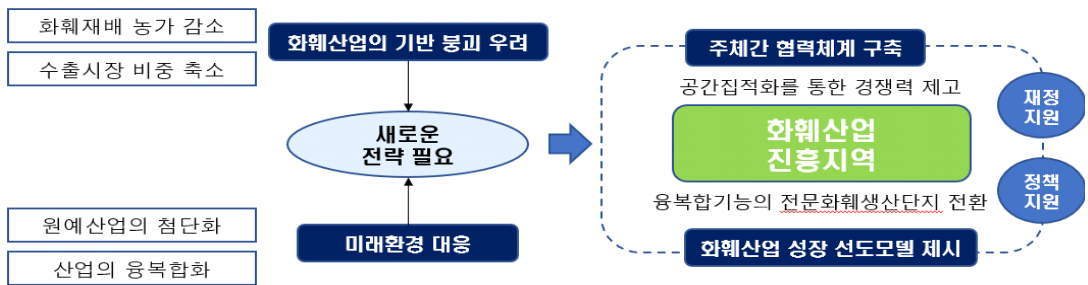 화훼재배 농가 감소
수출시장 비중 축소
화훼산업의 기반 붕괴 우려
새로운
전략 필요
원예산업의 첨단화
산업의 융복합화
미래환경 대응
주체간 협력체계 구축
공간집적화를 통한 경쟁력 제고
화훼산업
진흥지역
융복합기능의 전문화훼생산단지 전환
화훼산업 성장 선도모델 제시
재정
지원
정책
지원